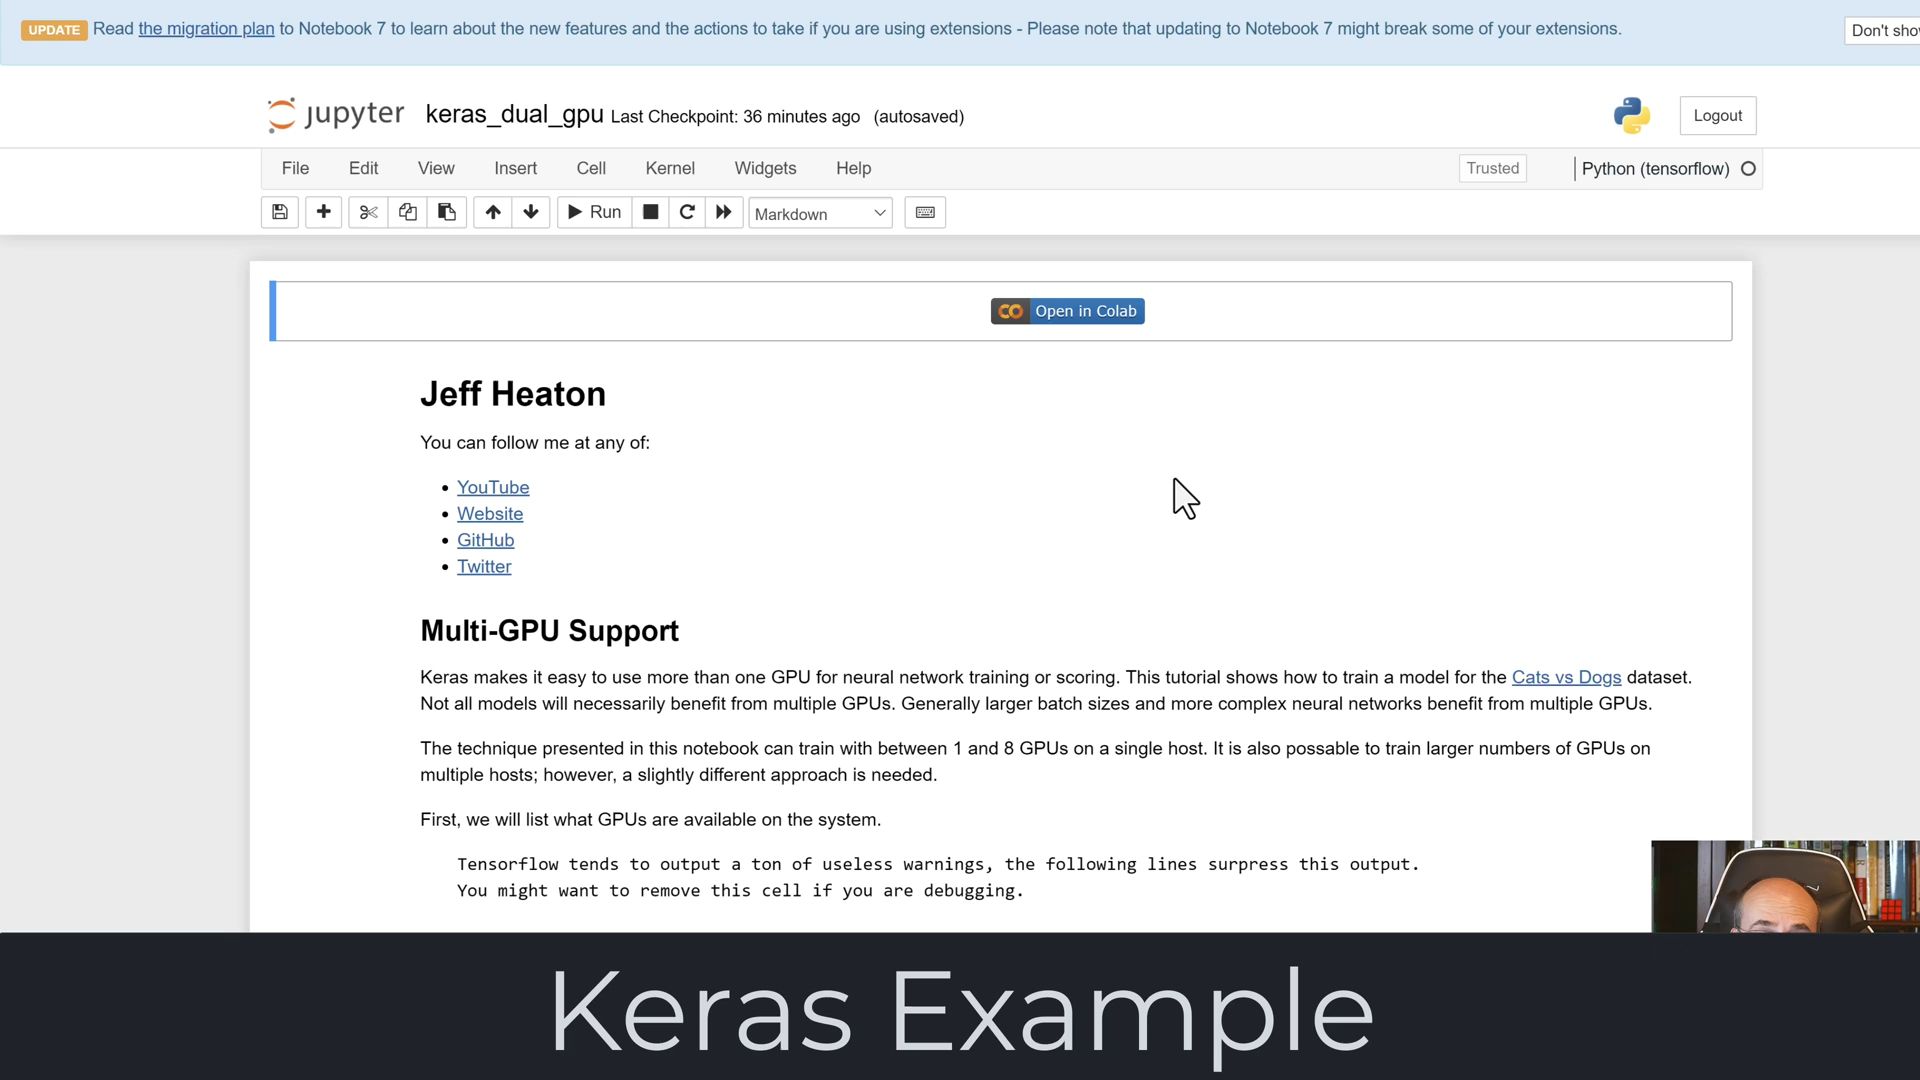 UPDATE Read the migration plan to Notebook 7 to learn about the new features and the actions to take if you are using extensions - Please note that updating to Notebook 7 might break some of your extensions. Don't sho
jupyter keras_dual_gpu Last Checkpoint: 36 minutes ago (autosaved) Logout
File Edit View Insert Cell Kernel Widgets Help Trusted Python (tensorflow)
Run Markdown
Open in Colab
Jeff Heaton
You can follow me at any of:
• YouTube
• Website
• GitHub
• Twitter
Multi-GPU Support
Keras makes it easy to use more than one GPU for neural network training or scoring. This tutorial shows how to train a model for the Cats vs Dogs dataset.
Not all models will necessarily benefit from multiple GPUs. Generally larger batch sizes and more complex neural networks benefit from multiple GPUs.
The technique presented in this notebook can train with between 1 and 8 GPUs on a single host. It is also possable to train larger numbers of GPUs on
multiple hosts; however, a slightly different approach is needed.
First, we will list what GPUs are available on the system.
Tensorflow tends to output a ton of useless warnings, the following lines surpress this output.
You might want to remove this cell if you are debugging.
Keras Example